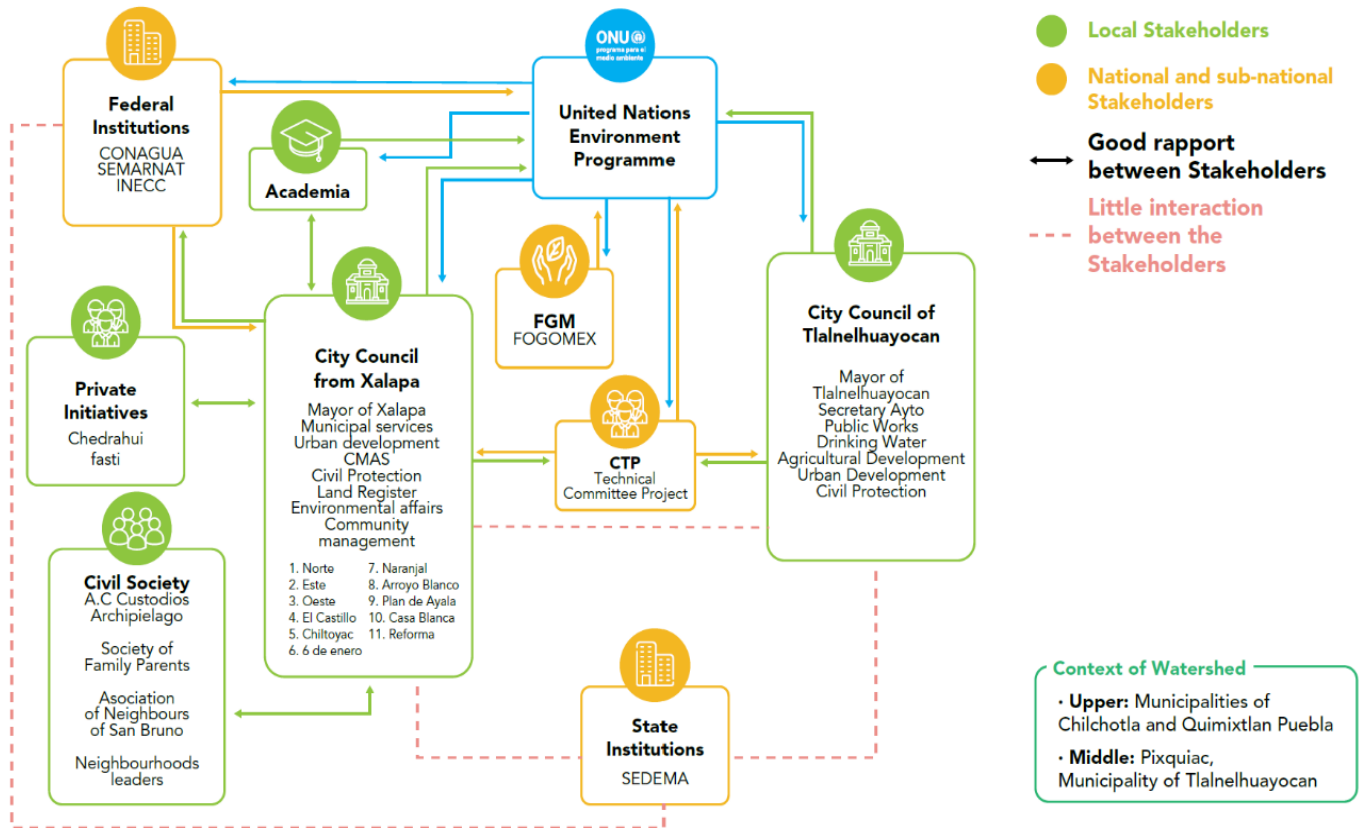 ONU
programa para el
medio ambiente
Federal
Institutions
CONAGUA
SEMARNAT
INECC
Academia
United Nations
Environment
Programme
Local Stakeholders
National and sub-national
Stakeholders
Good rapport
between Stakeholders
Little interaction
between the
Stakeholders
Private
Initiatives
Chedrahui
fasti
City Council
from Xalapa
Mayor of Xalapa
Municipal services
Urban development
CMAS
Civil Protection
Land Register
Environmental affairs
Community
management
1. Norte
2. Este
3. Oeste
4. El Castillo
5. Chiltoyac
6. 6 de enero
7. Naranjal
8. Arroyo Blanco
9. Plan de Ayala
10. Casa Blanca
11. Reforma
FGM
FOGOMEX
CTP
Technical
Committee Project
City Council of
Tlalnelhuayocan
Mayor of
Tlalnelhuayocan
Secretary Ayto
Public Works
Drinking Water
Agricultural Development
Urban Development
Civil Protection
Civil Society
A.C Custodios
Archipielago
Society of
Family Parents
Asociation
of Neighbours
of San Bruno
Neighbourhoods
leaders
State
Institutions
SEDEMA
Context of Watershed
· Upper: Municipalities of
Chilchotla and Quimixtlan Puebla
· Middle: Pixquiac,
Municipality of Tlalnelhuayocan